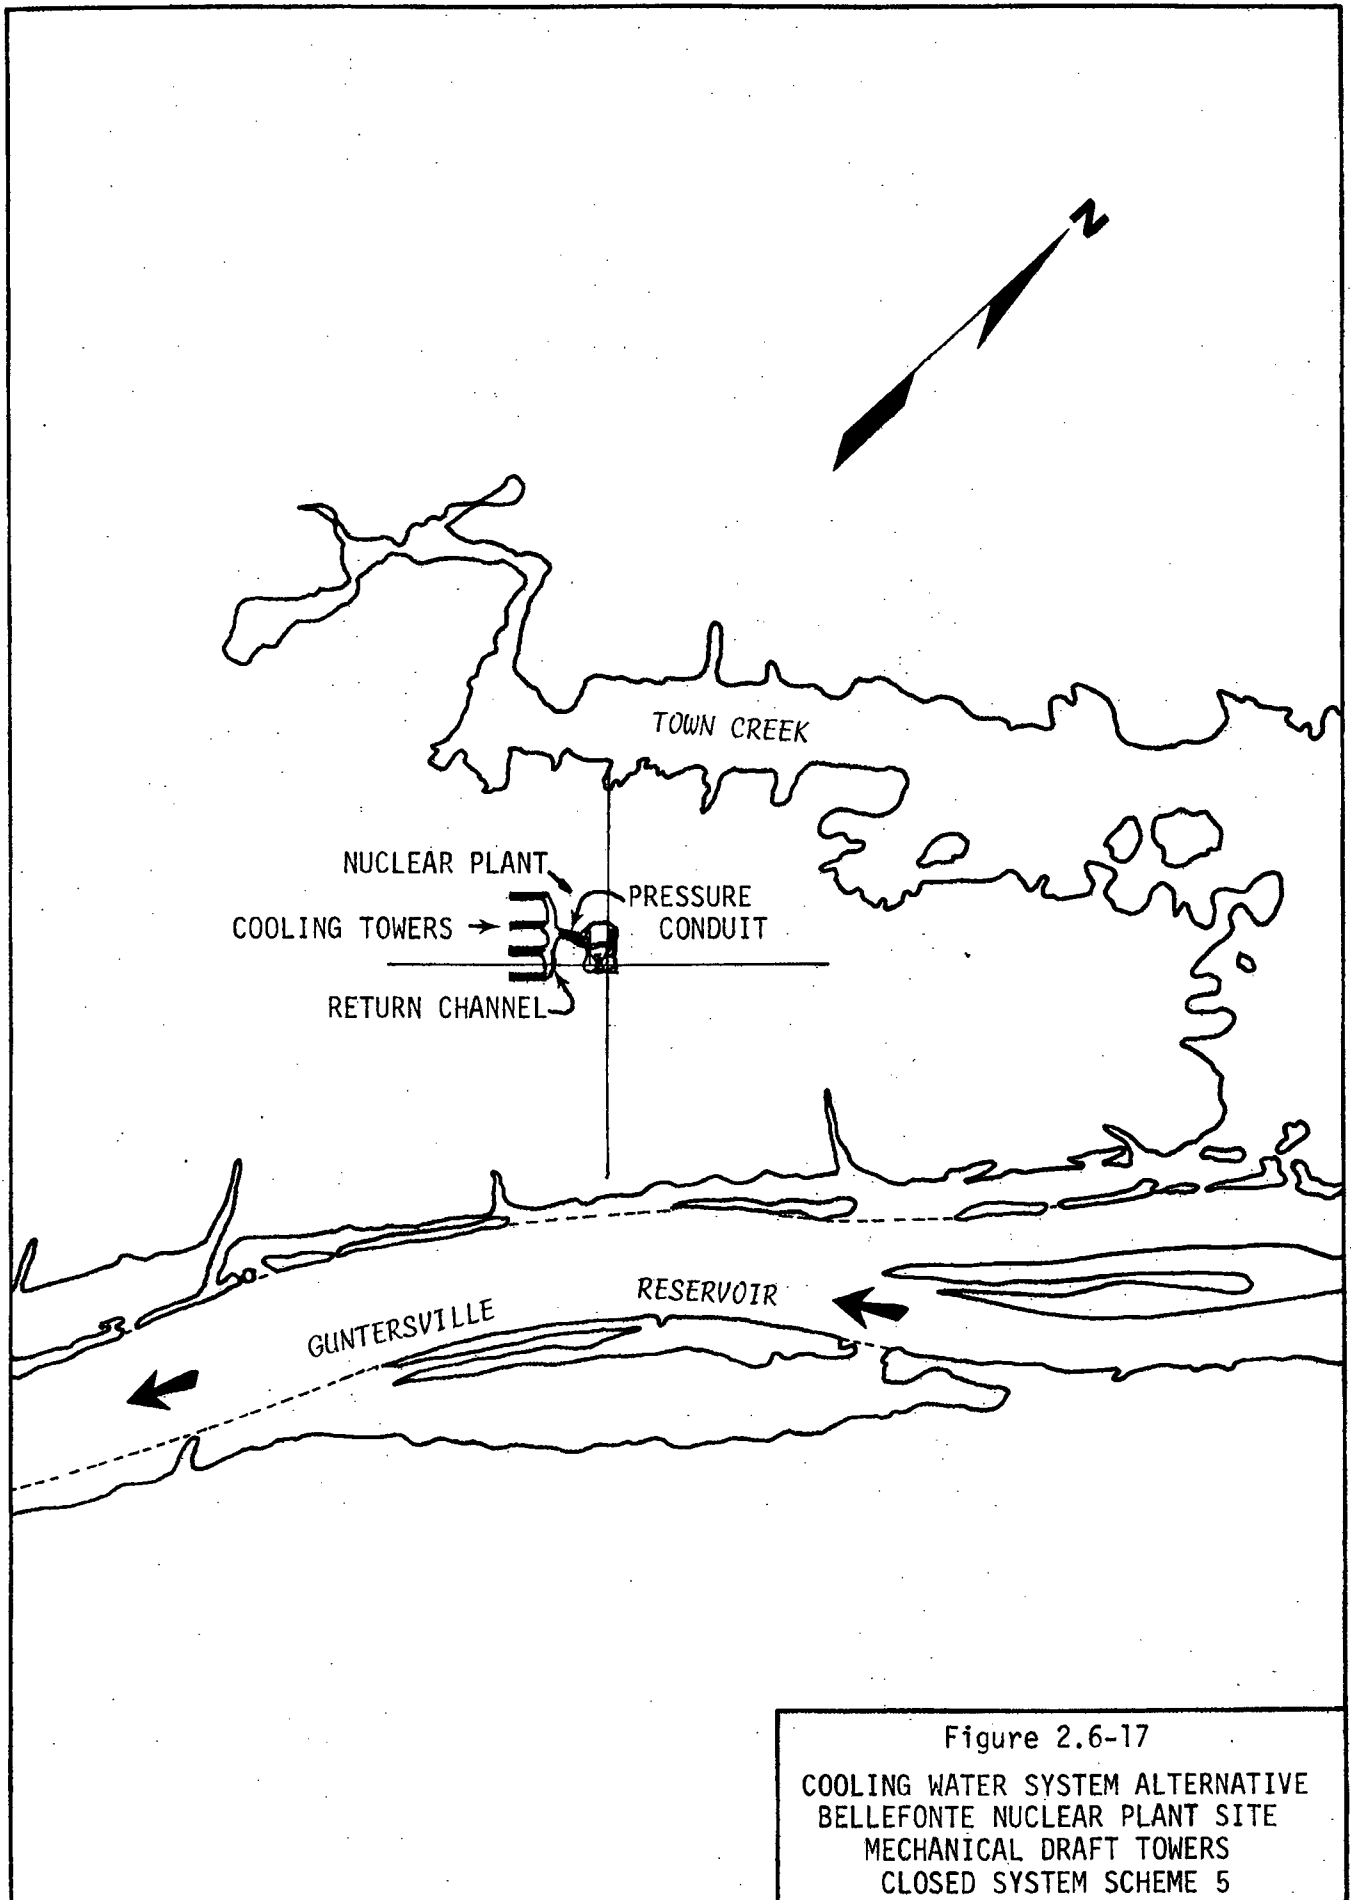 N
TOWN CREEK
NUCLEAR PLANT
PRESSURE
CONDUIT
COOLING TOWERS
RETURN CHANNEL
RESERVOIR
GUNTERSVILLE
Figure 2.6-17
COOLING WATER SYSTEM ALTERNATIVE
BELLEFONTE NUCLEAR PLANT SITE
MECHANICAL DRAFT TOWERS
CLOSED SYSTEM SCHEME 5